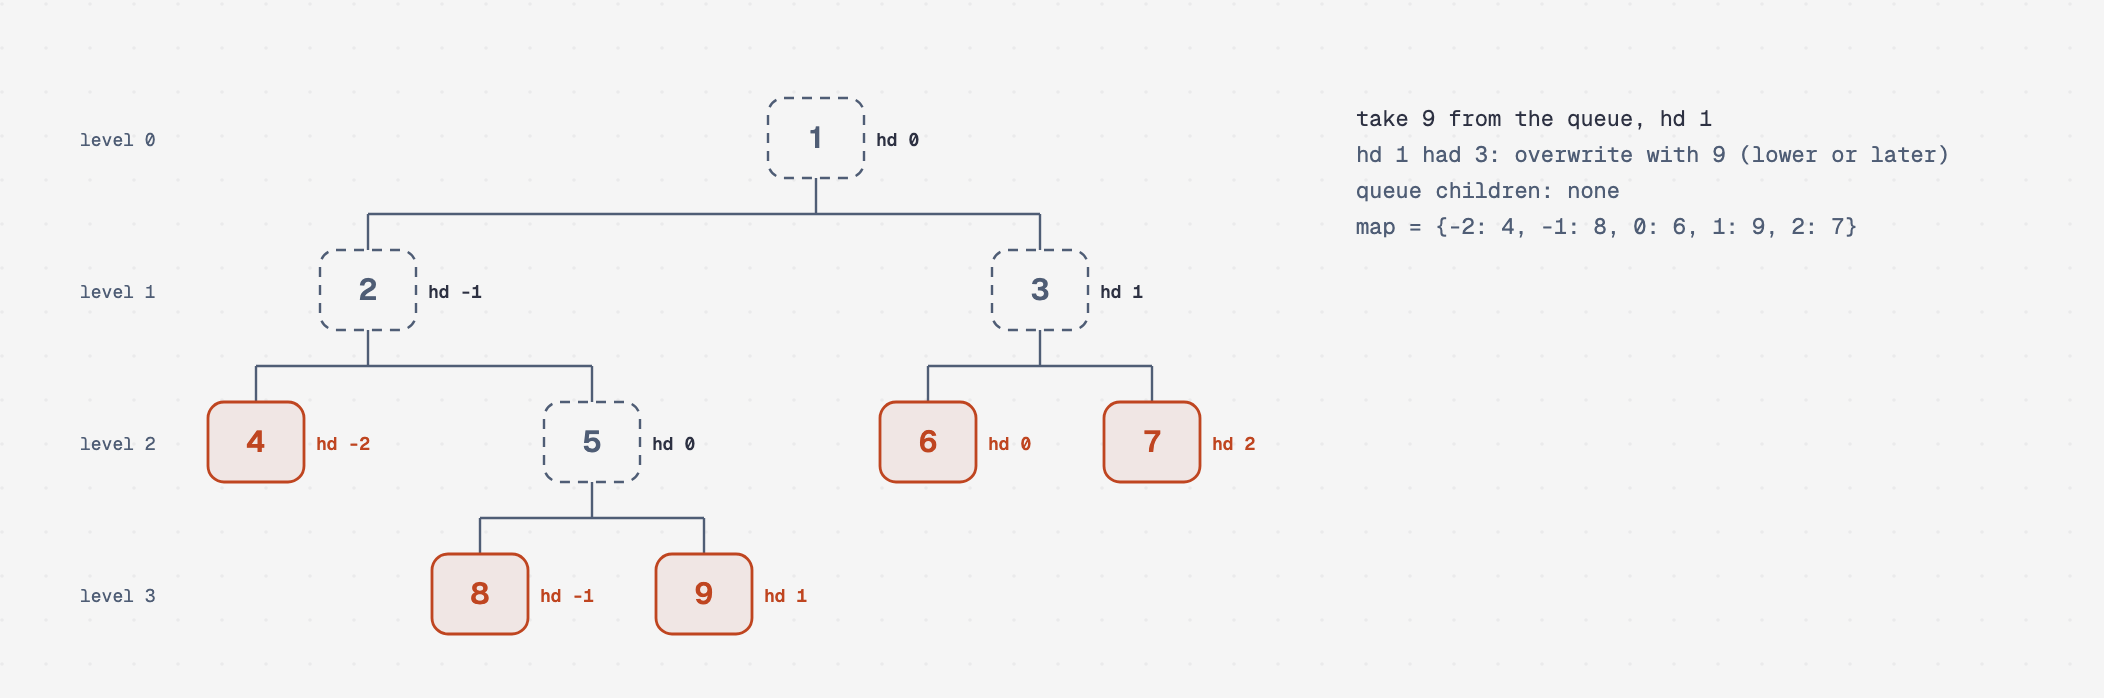 take 9 from the queue, hd 1
hd 1 had 3: overwrite with 9 (lower or later)
queue children: none
map = {-2: 4, -1: 8, 0: 6, 1: 9, 2: 7}
level 0
1
hd 0
level 1
2
hd -1
3
hd 1
level 2
4
hd -2
5
hd 0
6
hd 0
7
hd 2
level 3
8
hd -1
9
hd 1